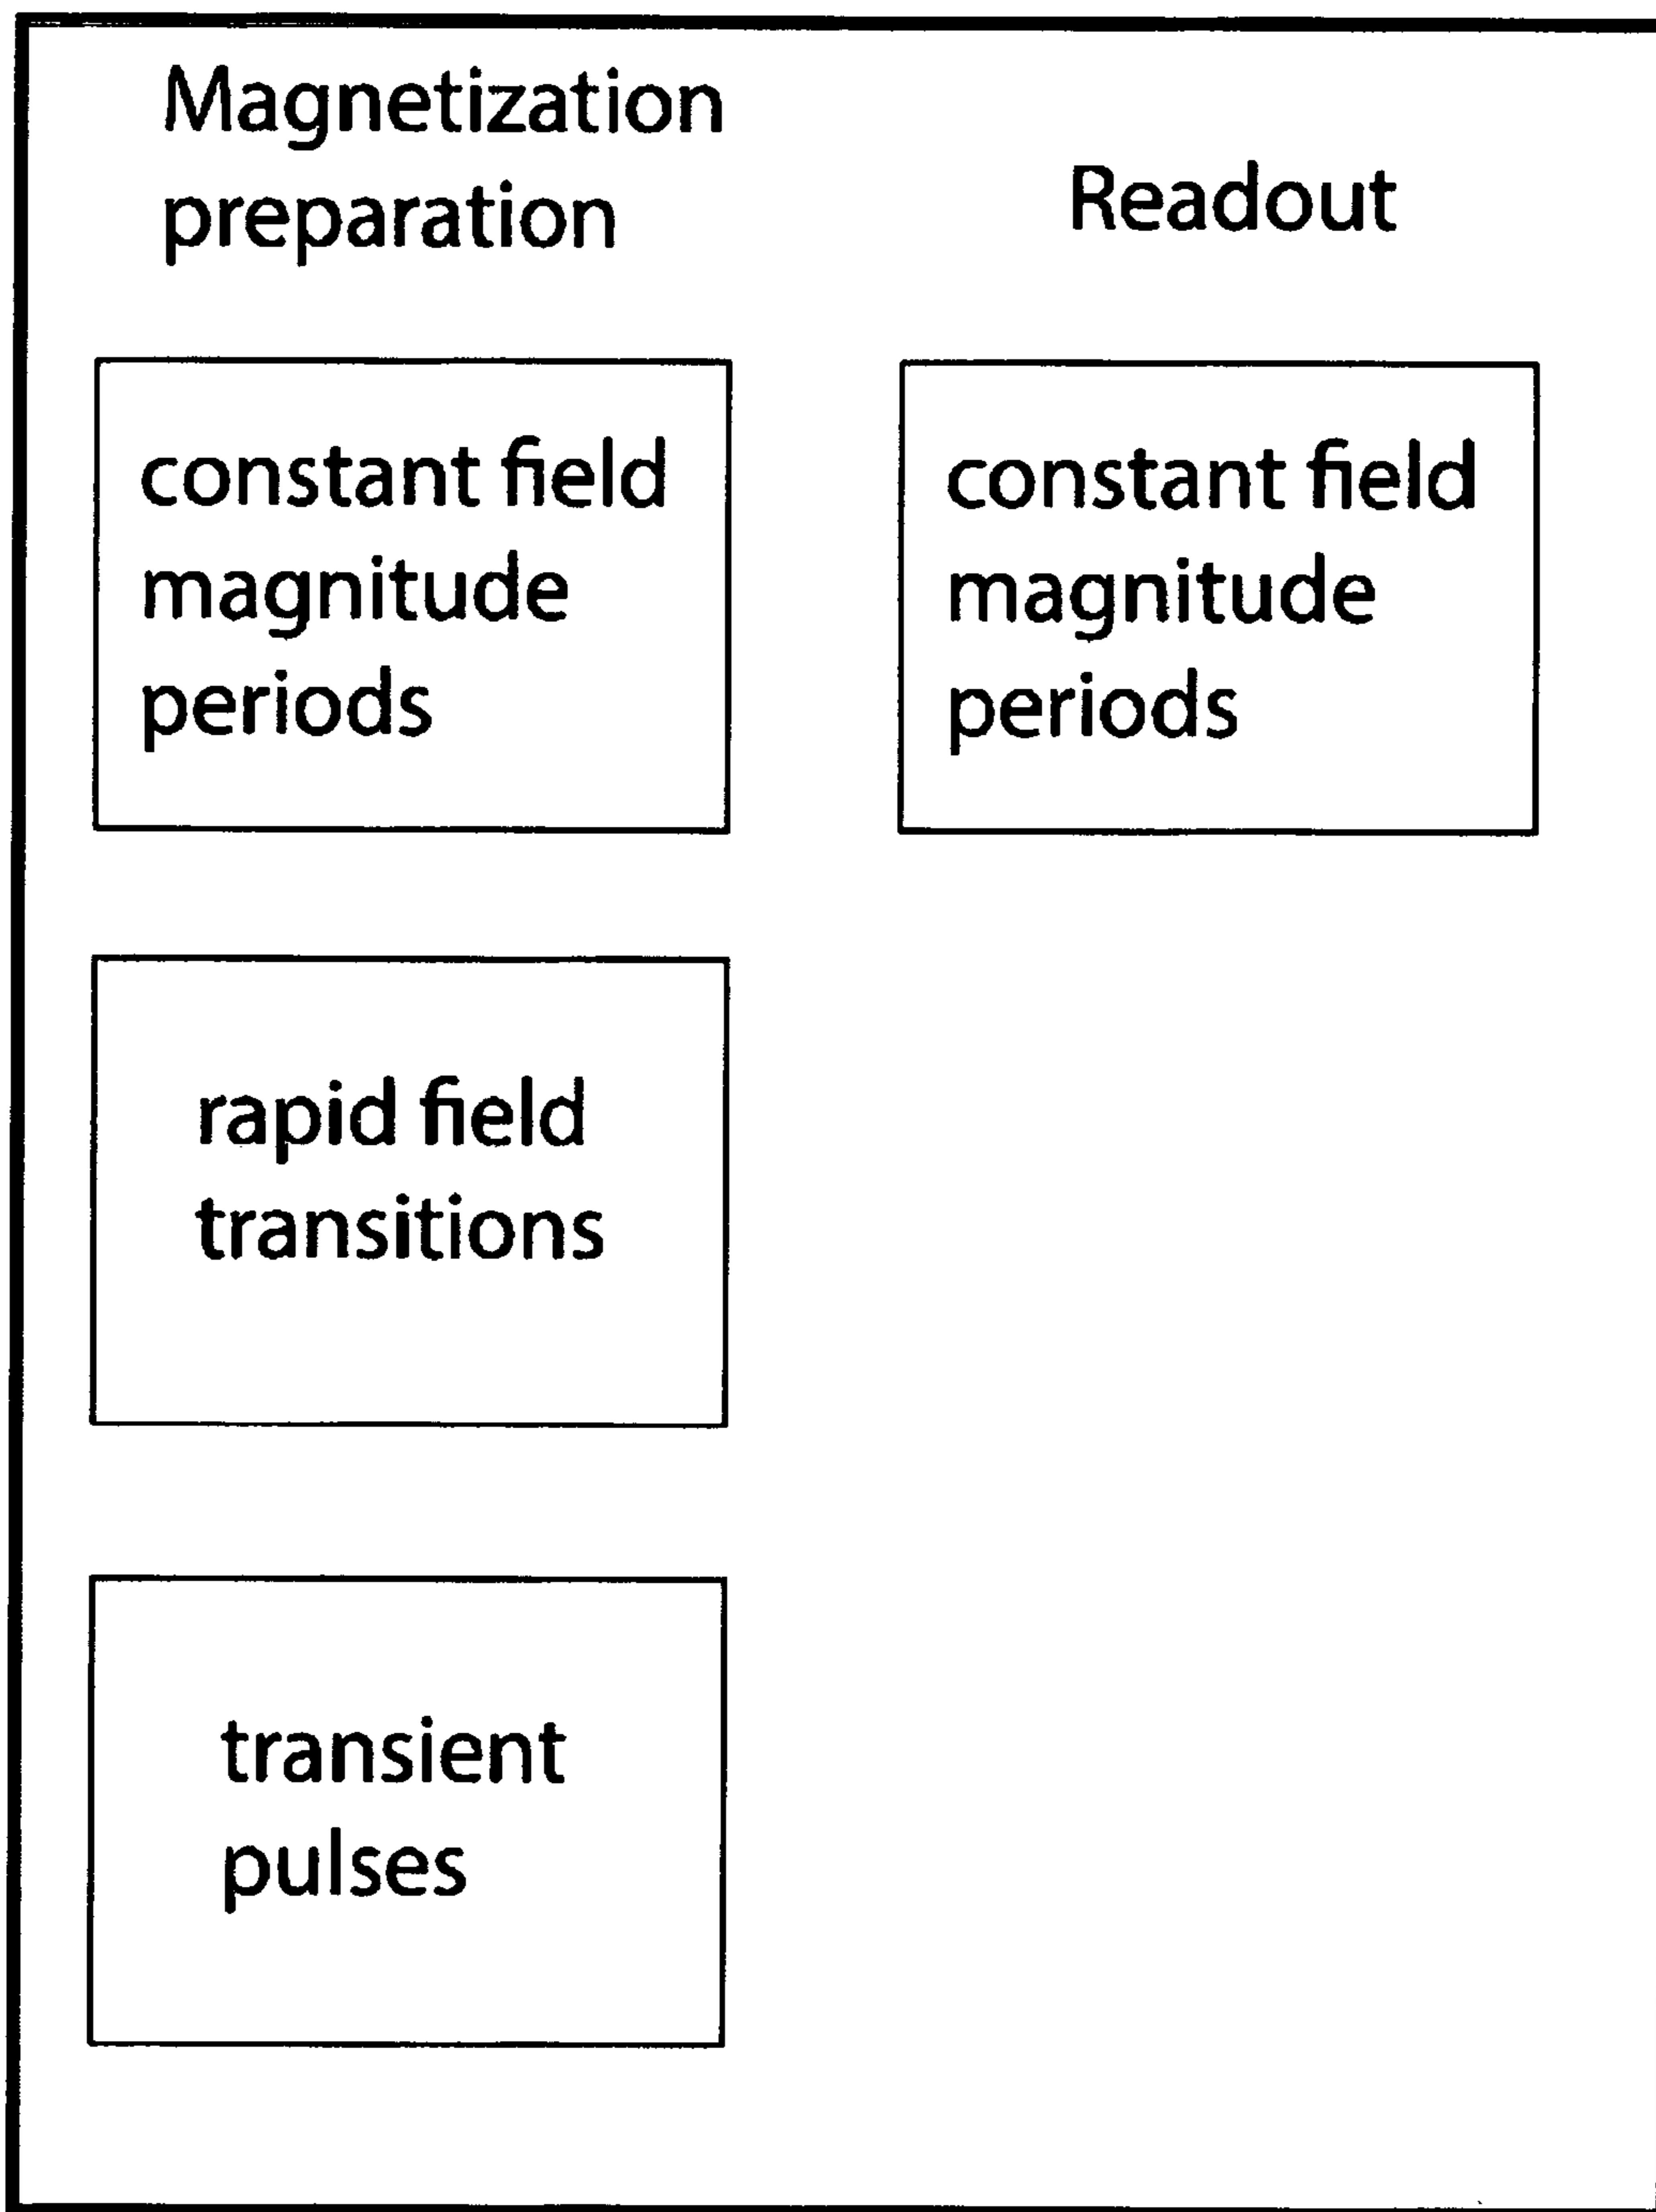 Magnetization
preparation
Readout
constant field
magnitude
periods
constant field
magnitude
periods
rapid field
transitions
transient
pulses